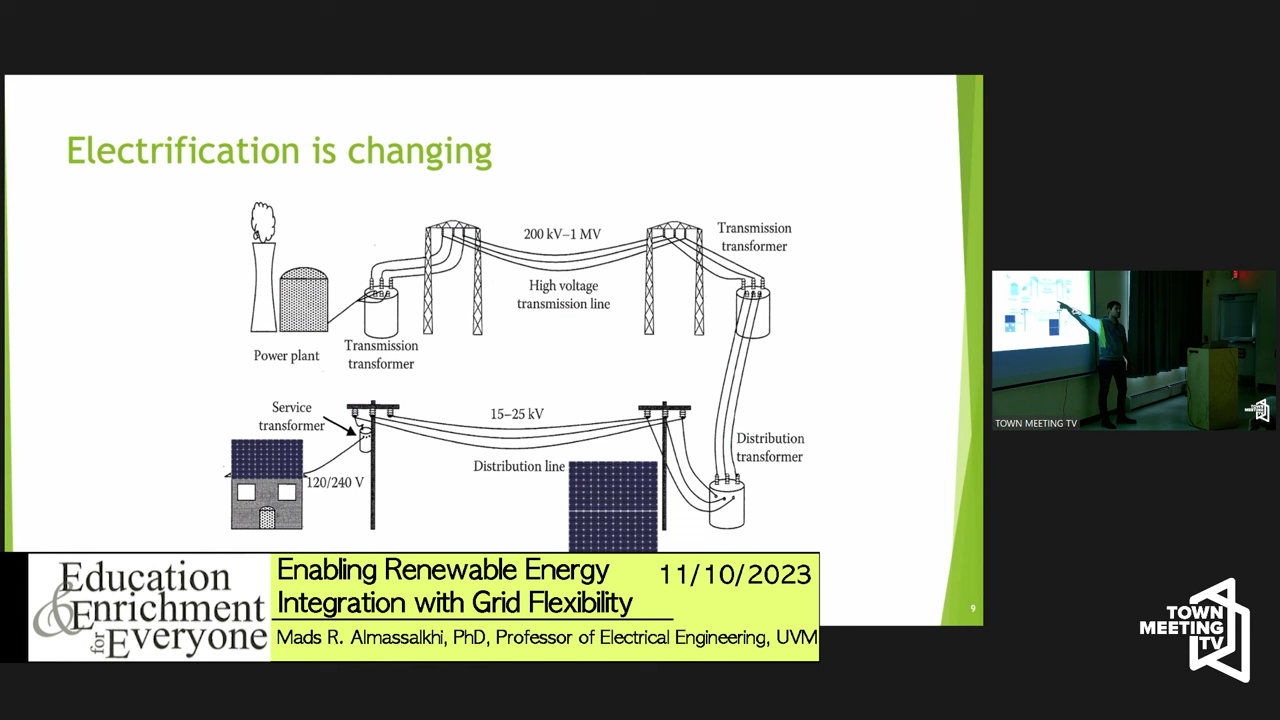 Electrification is changing
200 kV–1 MV
Transmission
transformer
High voltage
transmission line
Power plant
Transmission
transformer
Service
transformer
15–25 kV
Distribution
transformer
Distribution line
120/240 V
9
Education
& Enrichment
for Everyone
Enabling Renewable Energy
Integration with Grid Flexibility
11/10/2023
Mads R. Almassalkhi, PhD, Professor of Electrical Engineering, UVM
TOWN MEETING TV
TOWN
MEETING
TV
TOWN
MEETING
TV